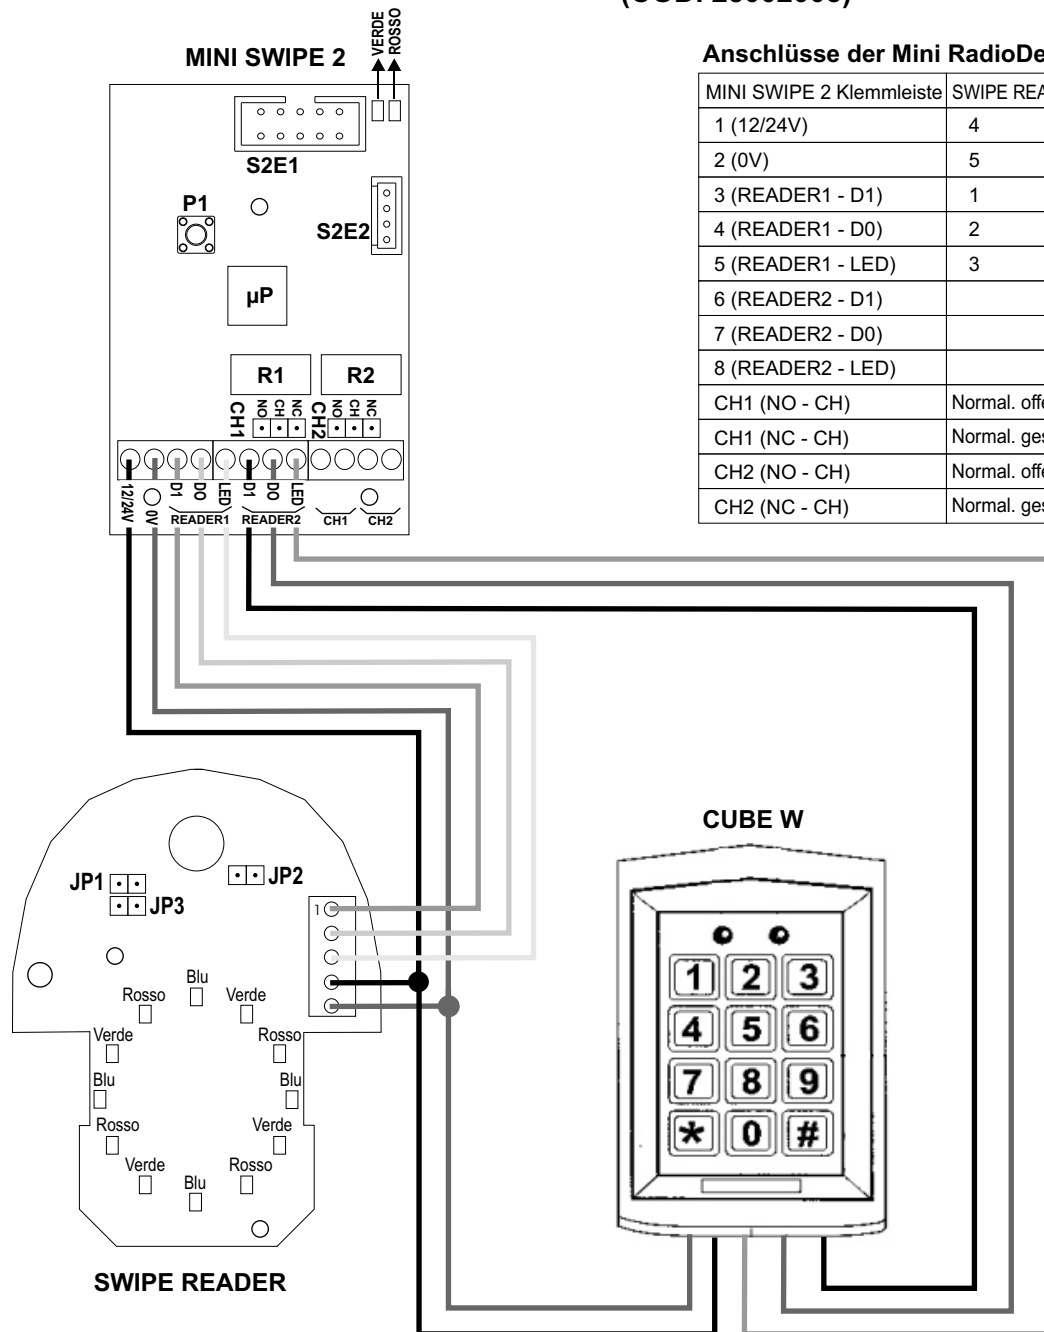 MINI SWIPE 2
VERDE
ROSSO
S2E1
P1
S2E2
µP
R1
R2
CH1
NO
CH
NC
CH2
NO
CH
NC
12/24V
0V
D1
D0
LED
D1
D0
LED
READER1
READER2
CH1
CH2
Anschlüsse der Mini
MINI SWIPE 2 Klemmleiste SWIPE
1 (12/24V) 4
2 (0V) 5
3 (READER1 - D1) 1
4 (READER1 - D0) 2
5 (READER1 - LED) 3
6 (READER2 - D1)
7 (READER2 - D0)
8 (READER2 - LED)
CH1 (NO - CH) Normal.
CH1 (NC - CH) Normal.
CH2 (NO - CH) Normal.
CH2 (NC - CH) Normal.
JP1
JP2
JP3
1
Blu
Rosso
Verde
Verde
Rosso
Blu
Blu
Rosso
Verde
Verde
Rosso
Blu
SWIPE READER
CUBE W
1 2 3
4 5 6
7 8 9
* 0 #